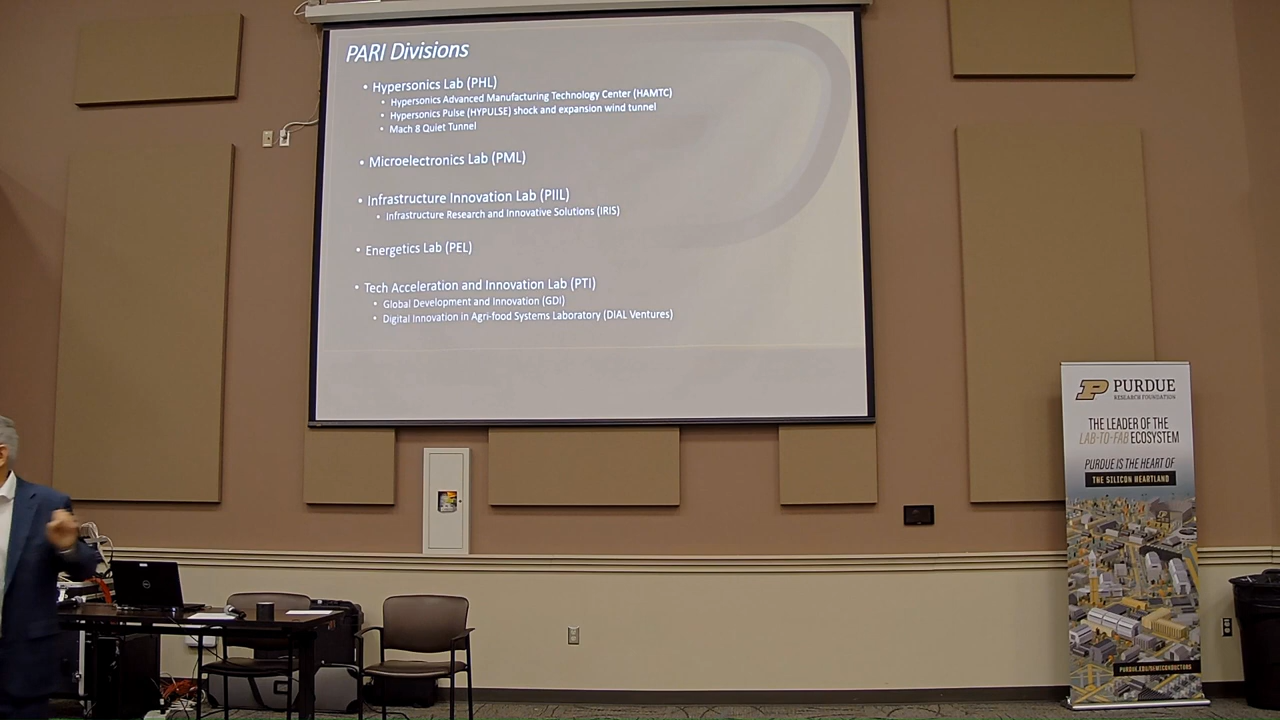 PARI Divisions
• Hypersonics Lab (PHL)
• Hypersonics Advanced Manufacturing Technology Center (HAMTC)
• Hypersonics Pulse (HYPULSE) shock and expansion wind tunnel
• Mach 8 Quiet Tunnel
• Microelectronics Lab (PML)
• Infrastructure Innovation Lab (PIIL)
• Infrastructure Research and Innovative Solutions (IRIS)
• Energetics Lab (PEL)
• Tech Acceleration and Innovation Lab (PTI)
• Global Development and Innovation (GDI)
• Digital Innovation in Agri-food Systems Laboratory (DIAL Ventures)
P PURDUE
RESEARCH FOUNDATION
THE LEADER OF THE
LAB-TO-FAB ECOSYSTEM
PURDUE IS THE HEART OF
THE SILICON HEARTLAND
PURDUE.EDU/SEMICONDUCTORS